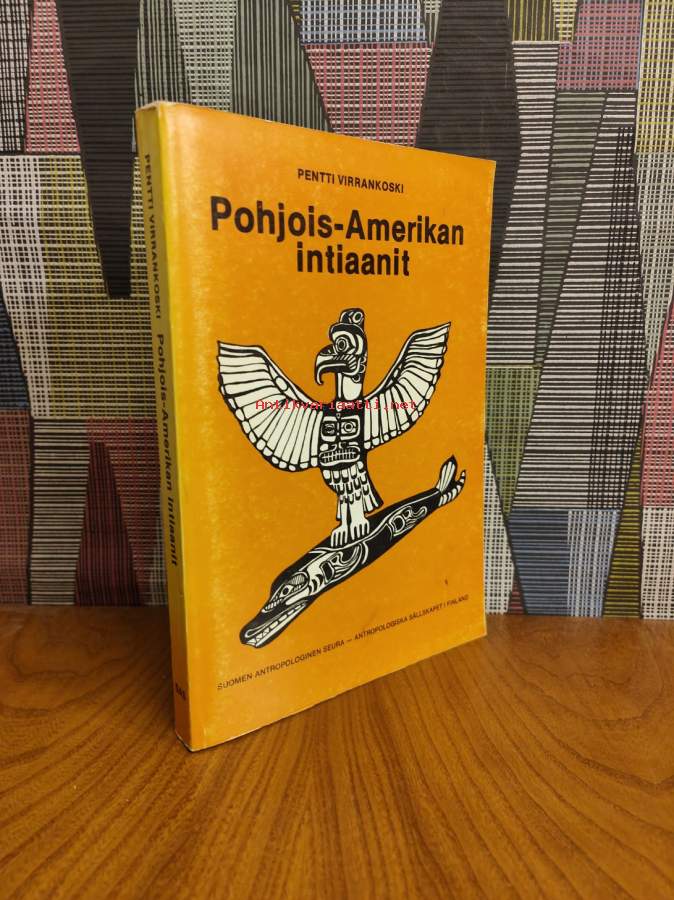 PENTTI VIRRANKOSKI
Pohjois-Amerikan
intiaanit
Antikvariaatti.net
SUOMEN ANTROPOLOGINEN SEURA — ANTROPOLOGISKA SÄLLSKAPET I FINLAND
PENTTI VIRRANKOSKI Pohjois-Amerikan intiaanit